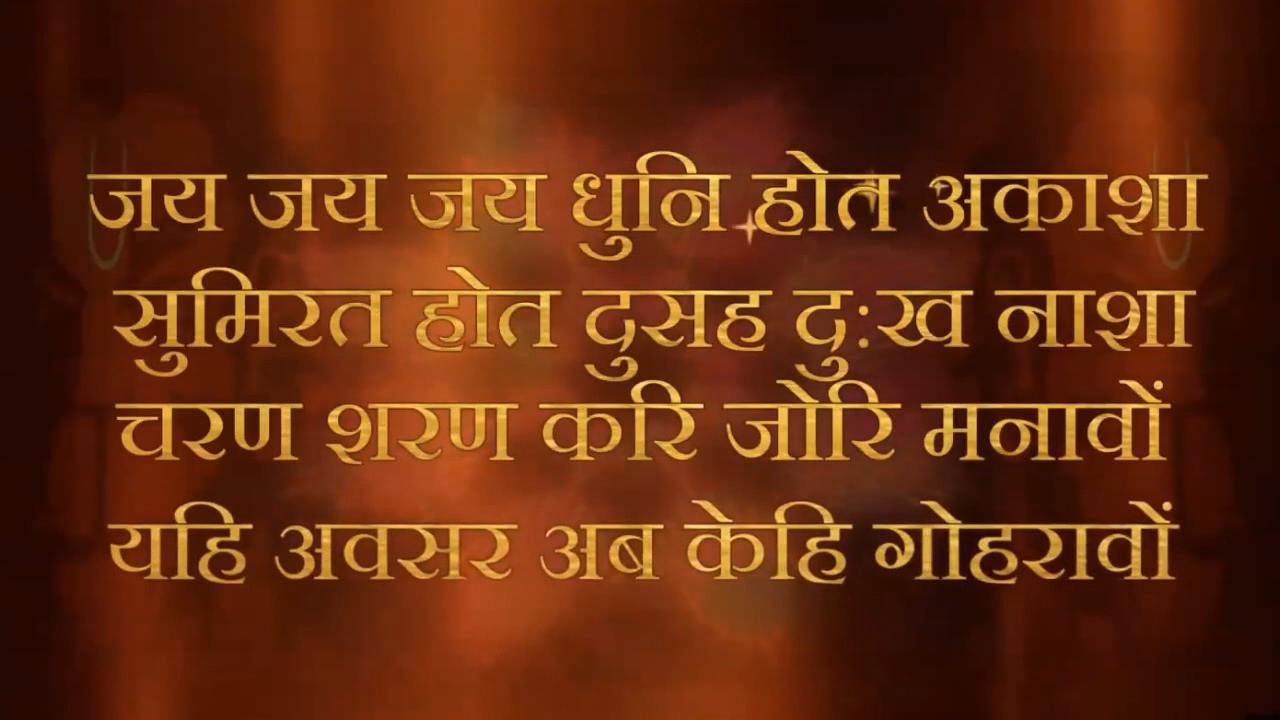 जय जय जय धुनि होत अकाशा
सुमिरत होत दुसह दुःख नाशा
चरण शरण करि जोरि मनावों
यहि अवसर अब केहि गोहरावों